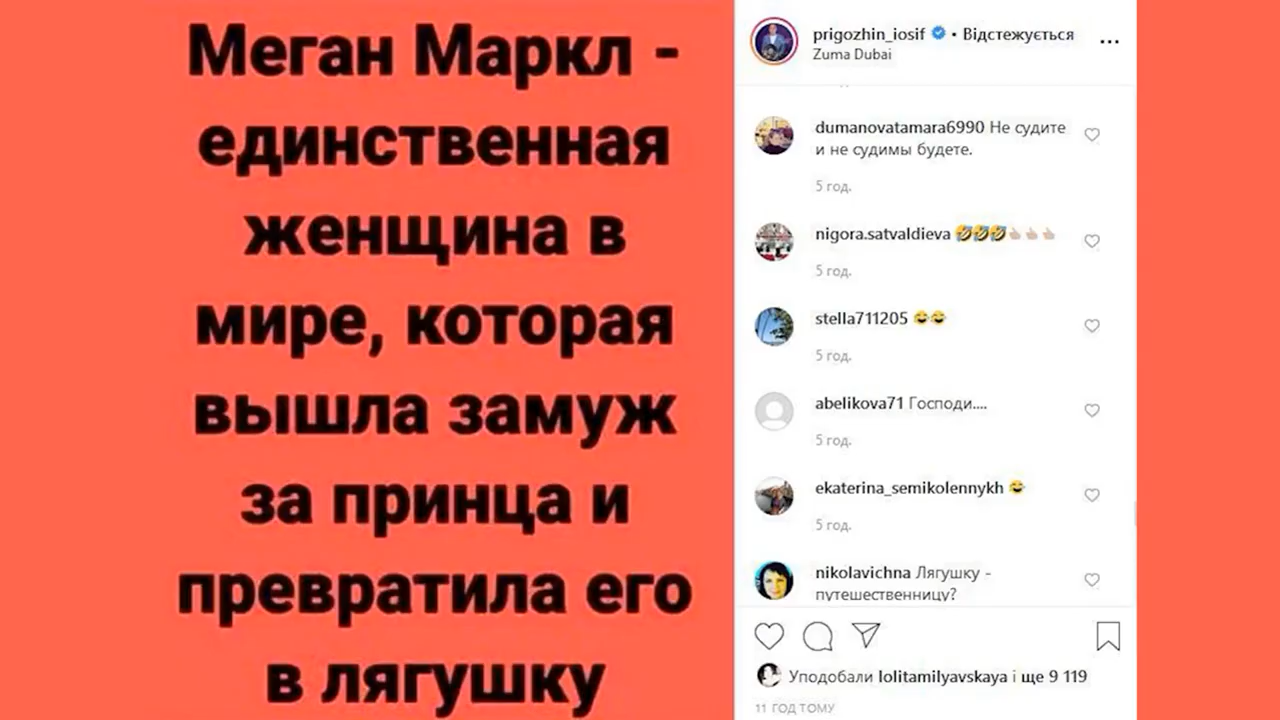 Меган Маркл -
единственная
женщина в
мире, которая
вышла замуж
за принца и
превратила его
в лягушку
prigozhin_iosif • Відстежується
Zuma Dubai
dumanovatamara6990 Не судите
и не судимы будете.
5 год.
nigora.satvaldieva 🤣🤣🤣👆🏻👆🏻👆🏻
5 год.
stella711205 😂😂
5 год.
abelikova71 Господи....
5 год.
ekaterina_semikolennykh 😂
5 год.
nikolavichna Лягушку -
путешественницу?
Уподобали lolitamilyavskaya і ще 9 119
11 ГОД ТОМУ